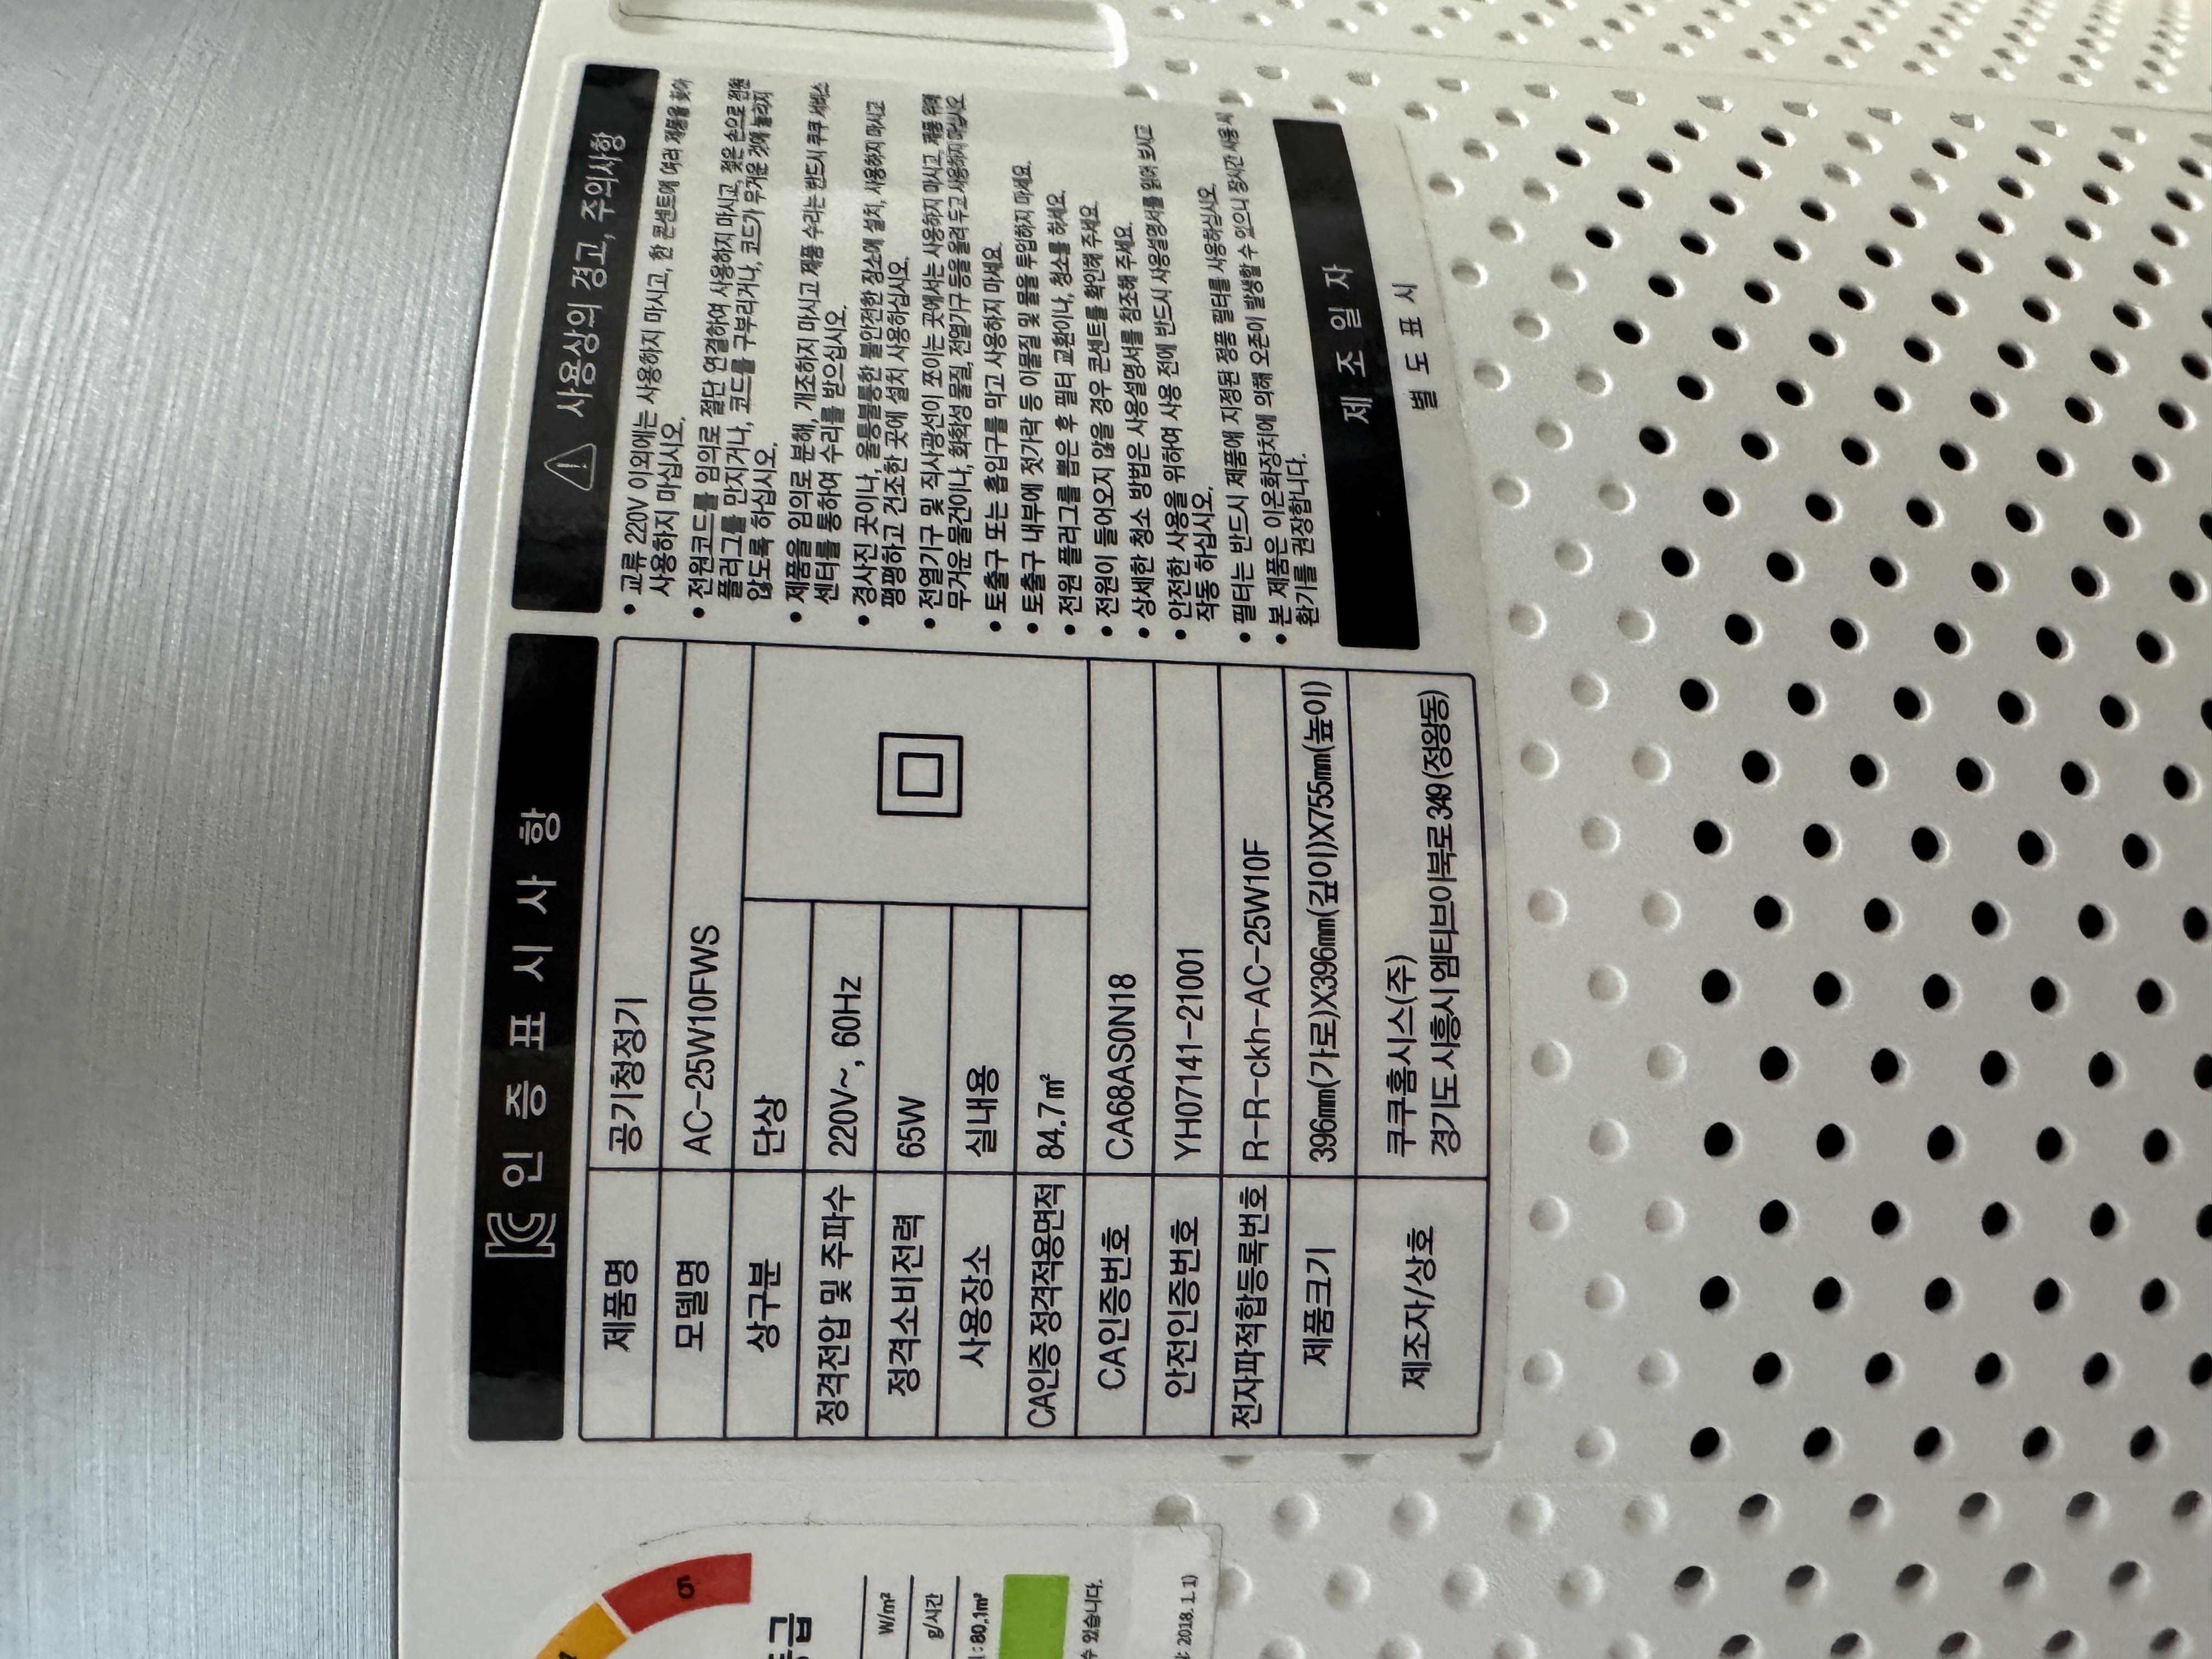 KC 인증표시사항
제품명 공기청정기
모델명 AC-25W10FWS
상구분 단상
정격전압 및 주파수 220V~, 60Hz
정격소비전력 65W
사용장소 실내용
CA인증 정격적용면적 84.7㎡
CA인증번호 CA68AS0N18
안전인증번호 YH07141-21001
전자파적합등록번호 R-R-ckh-AC-25W10F
제품크기 396㎜(가로)X396㎜(깊이)X755㎜(높이)
제조자/상호 쿠쿠홈시스(주)
경기도 시흥시 엠티브이북로 349 (정왕동)
사용상의 경고, 주의사항
• 교류 220V 이외에는 사용하지 마시고, 한 콘센트에 여러 제품을 꽂아
사용하지 마십시오.
• 전원코드를 임의로 절단 연결하여 사용하지 마시고, 젖은 손으로 전원
플러그를 만지거나, 코드를 구부리거나, 코드가 무거운 것에 눌리지
않도록 하십시오.
• 제품을 임의로 분해, 개조하지 마시고 제품 수리는 반드시 쿠쿠 서비스
센터를 통하여 수리를 받으십시오.
• 경사진 곳이나, 울퉁불퉁한 불안전한 장소에 설치, 사용하지 마시고
평평하고 건조한 곳에 설치 사용하십시오.
• 전열기구 및 직사광선이 쪼이는 곳에서는 사용하지 마시고, 제품 위에
무거운 물건이나, 화학성 물질, 전열기구 등을 올려 두고 사용하지 마십시오.
• 토출구 또는 흡입구를 막고 사용하지 마세요.
• 토출구 내부에 젓가락 등 이물질 및 물을 투입하지 마세요.
• 전원 플러그를 뽑은 후 필터 교환이나, 청소를 하세요.
• 전원이 들어오지 않을 경우 콘센트를 확인해 주세요.
• 상세한 청소 방법은 사용설명서를 참조해 주세요.
• 안전한 사용을 위하여 사용 전에 반드시 사용설명서를 읽어 보시고
작동 하십시오.
• 필터는 반드시 제품에 지정된 정품 필터를 사용하십시오.
• 본 제품은 이온화장치에 의해 오존이 발생할 수 있으니 장시간 사용시
환기를 권장합니다.
제조일자
별도표시
5
등급
W/m²
g/시간
: 80.1m²
수 있습니다.
: 2018. 1. 1)